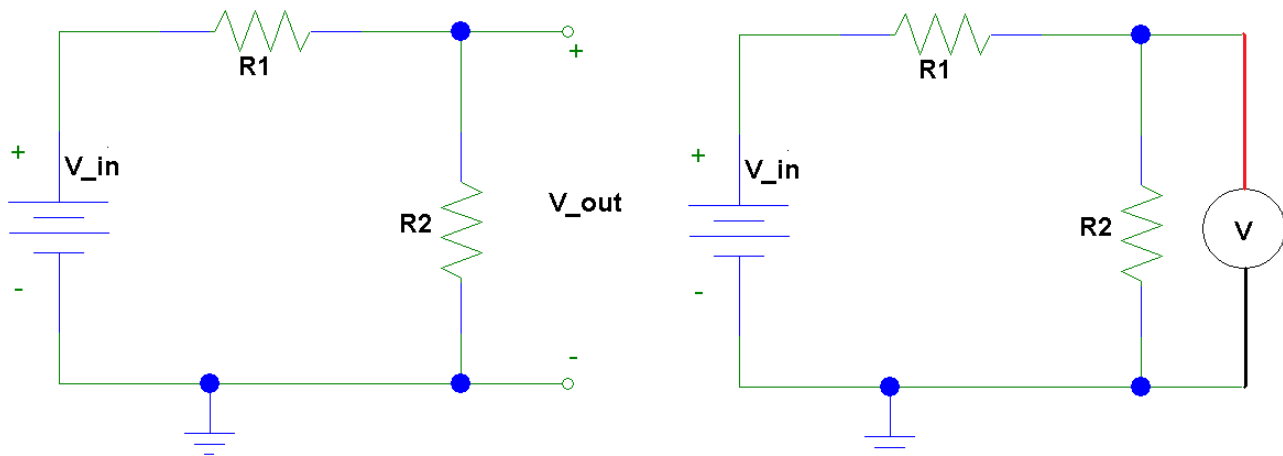 R1
+
+
V_in
R2
V_out
-
-
R1
+
V_in
R2
V
-